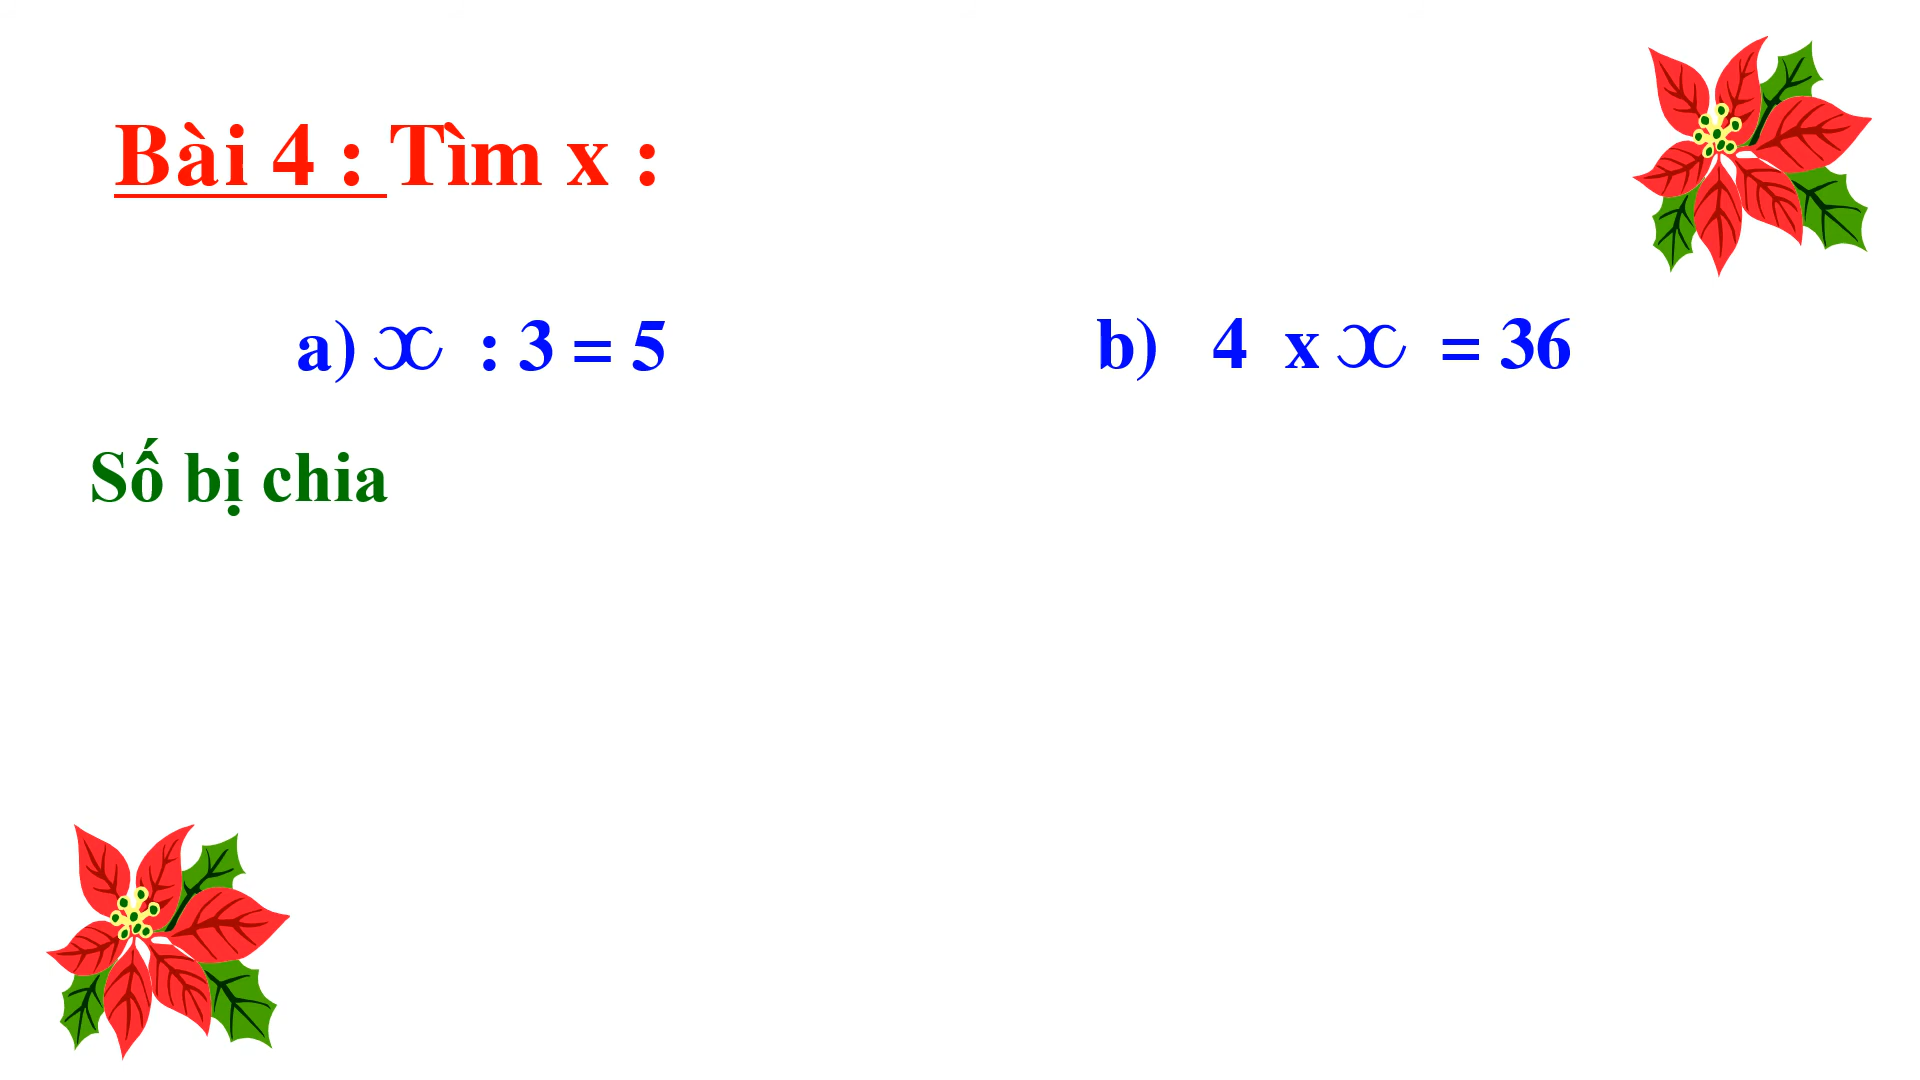 Bài 4 : Tìm x :
a) x : 3 = 5
b) 4 x x = 36
Số bị chia